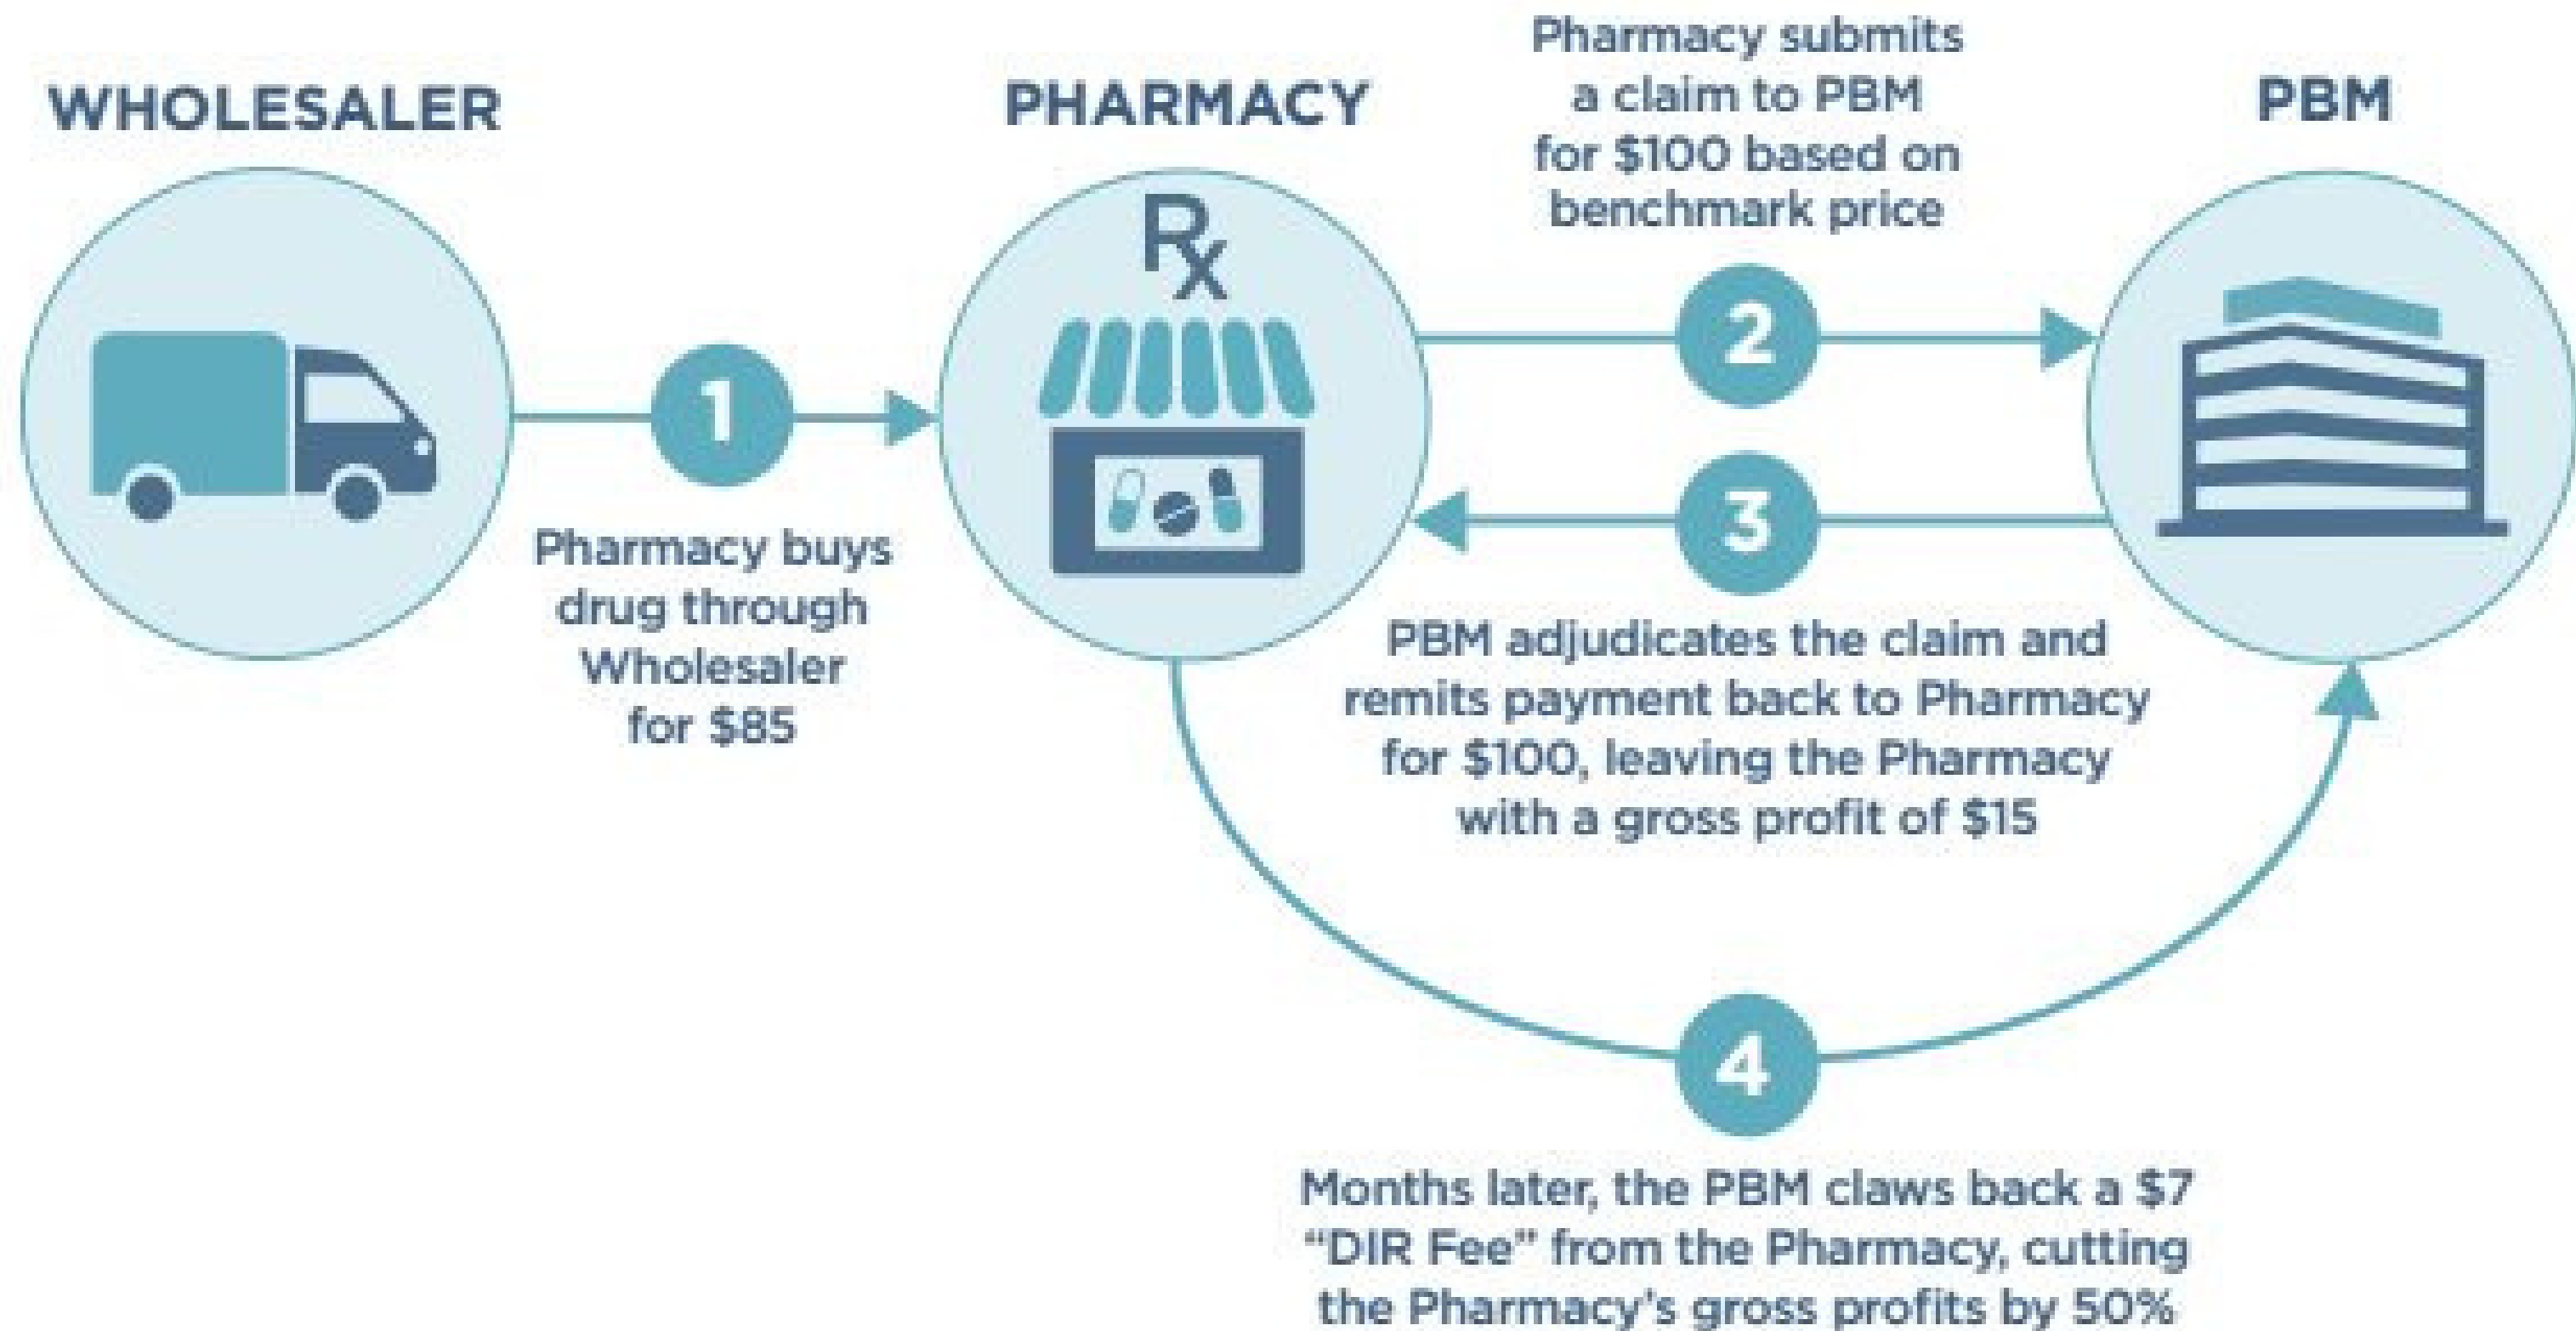 WHOLESALER
1
Pharmacy buys
drug through
Wholesaler
for $85
PHARMACY
Rx
Pharmacy submits
a claim to PBM
for $100 based on
benchmark price
2
3
PBM adjudicates the claim and
remits payment back to Pharmacy
for $100, leaving the Pharmacy
with a gross profit of $15
PBM
4
Months later, the PBM claws back a $7
“DIR Fee” from the Pharmacy, cutting
the Pharmacy’s gross profits by 50%